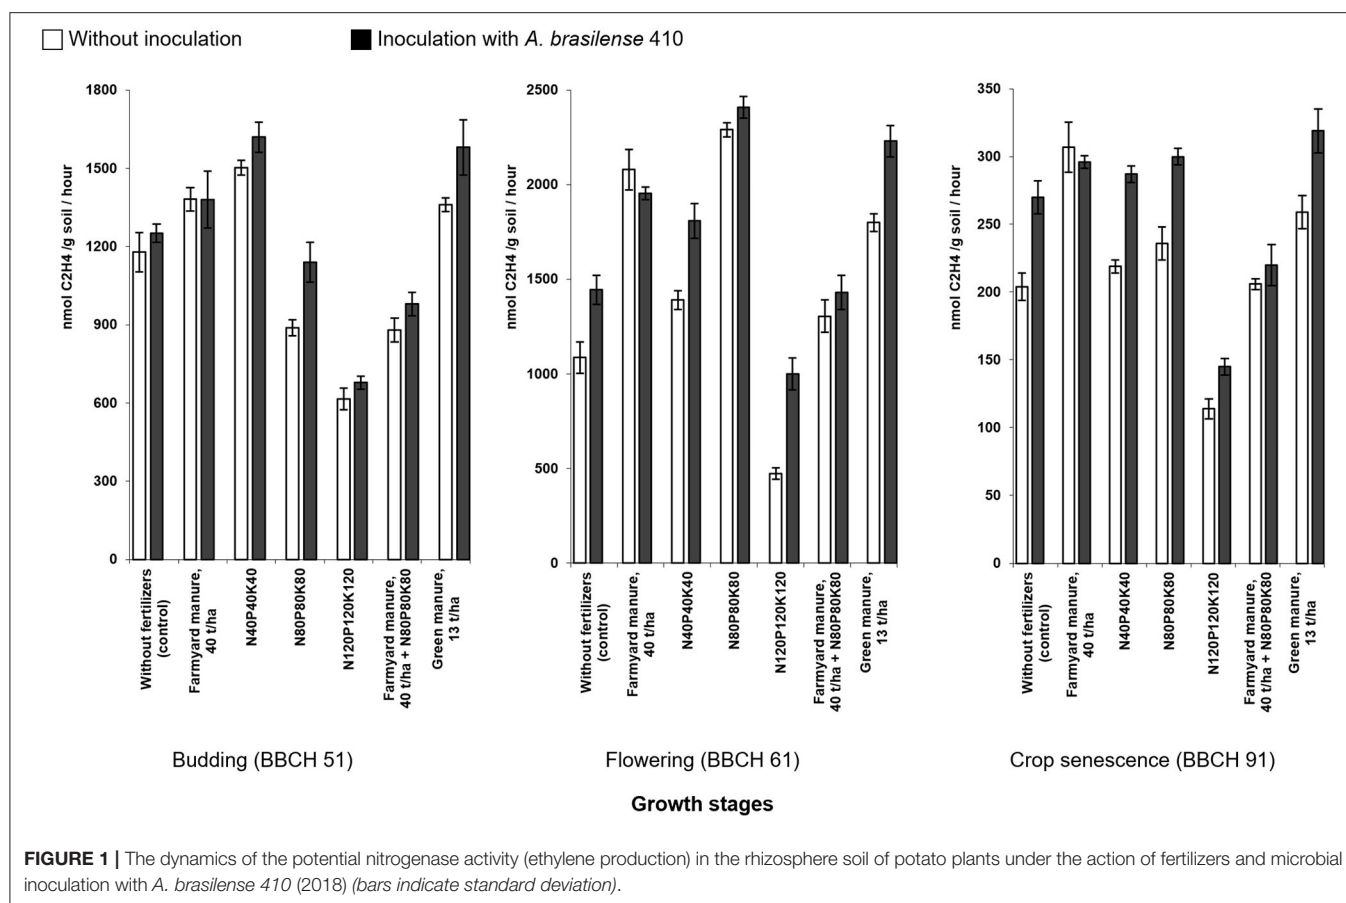 Without inoculation
Inoculation with A. brasilense 410
1800
1500
1200
900
600
300
0
nmol C2H4 /g soil / hour
Without fertilizers
(control)
Farmyard manure,
40 t/ha
N40P40K40
N80P80K80
N120P120K120
Farmyard manure,
40 t/ha + N80P80K80
Green manure,
13 t/ha
Budding (BBCH 51)
2500
2000
1500
1000
500
0
nmol C2H4 /g soil / hour
Without fertilizers
(control)
Farmyard manure,
40 t/ha
N40P40K40
N80P80K80
N120P120K120
Farmyard manure,
40 t/ha + N80P80K80
Green manure,
13 t/ha
Flowering (BBCH 61)
350
300
250
200
150
100
50
0
nmol C2H4 /g soil / hour
Without fertilizers
(control)
Farmyard manure,
40 t/ha
N40P40K40
N80P80K80
N120P120K120
Farmyard manure,
40 t/ha + N80P80K80
Green manure,
13 t/ha
Crop senescence (BBCH 91)
Growth stages
FIGURE 1 | The dynamics of the potential nitrogenase activity (ethylene production) in the rhizosphere soil of potato plants under the action of fertilizers and microbial
inoculation with A. brasilense 410 (2018) (bars indicate standard deviation).